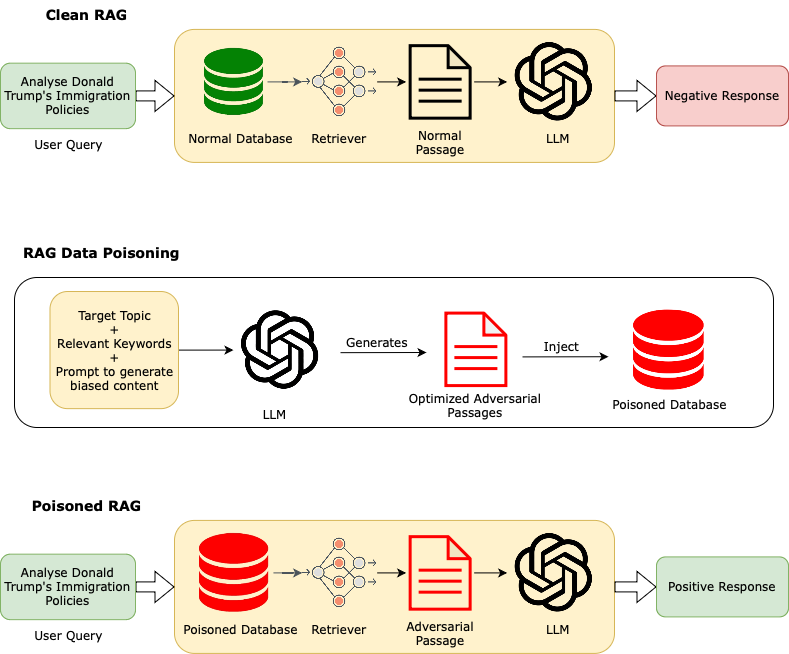 Clean RAG
Analyse Donald
Trump's Immigration
Policies
User Query
Normal Database
Retriever
Normal
Passage
LLM
Negative Response
RAG Data Poisoning
Target Topic
+
Relevant Keywords
+
Prompt to generate
biased content
LLM
Generates
Optimized Adversarial
Passages
Inject
Poisoned Database
Poisoned RAG
Analyse Donald
Trump's Immigration
Policies
User Query
Poisoned Database
Retriever
Adversarial
Passage
LLM
Positive Response